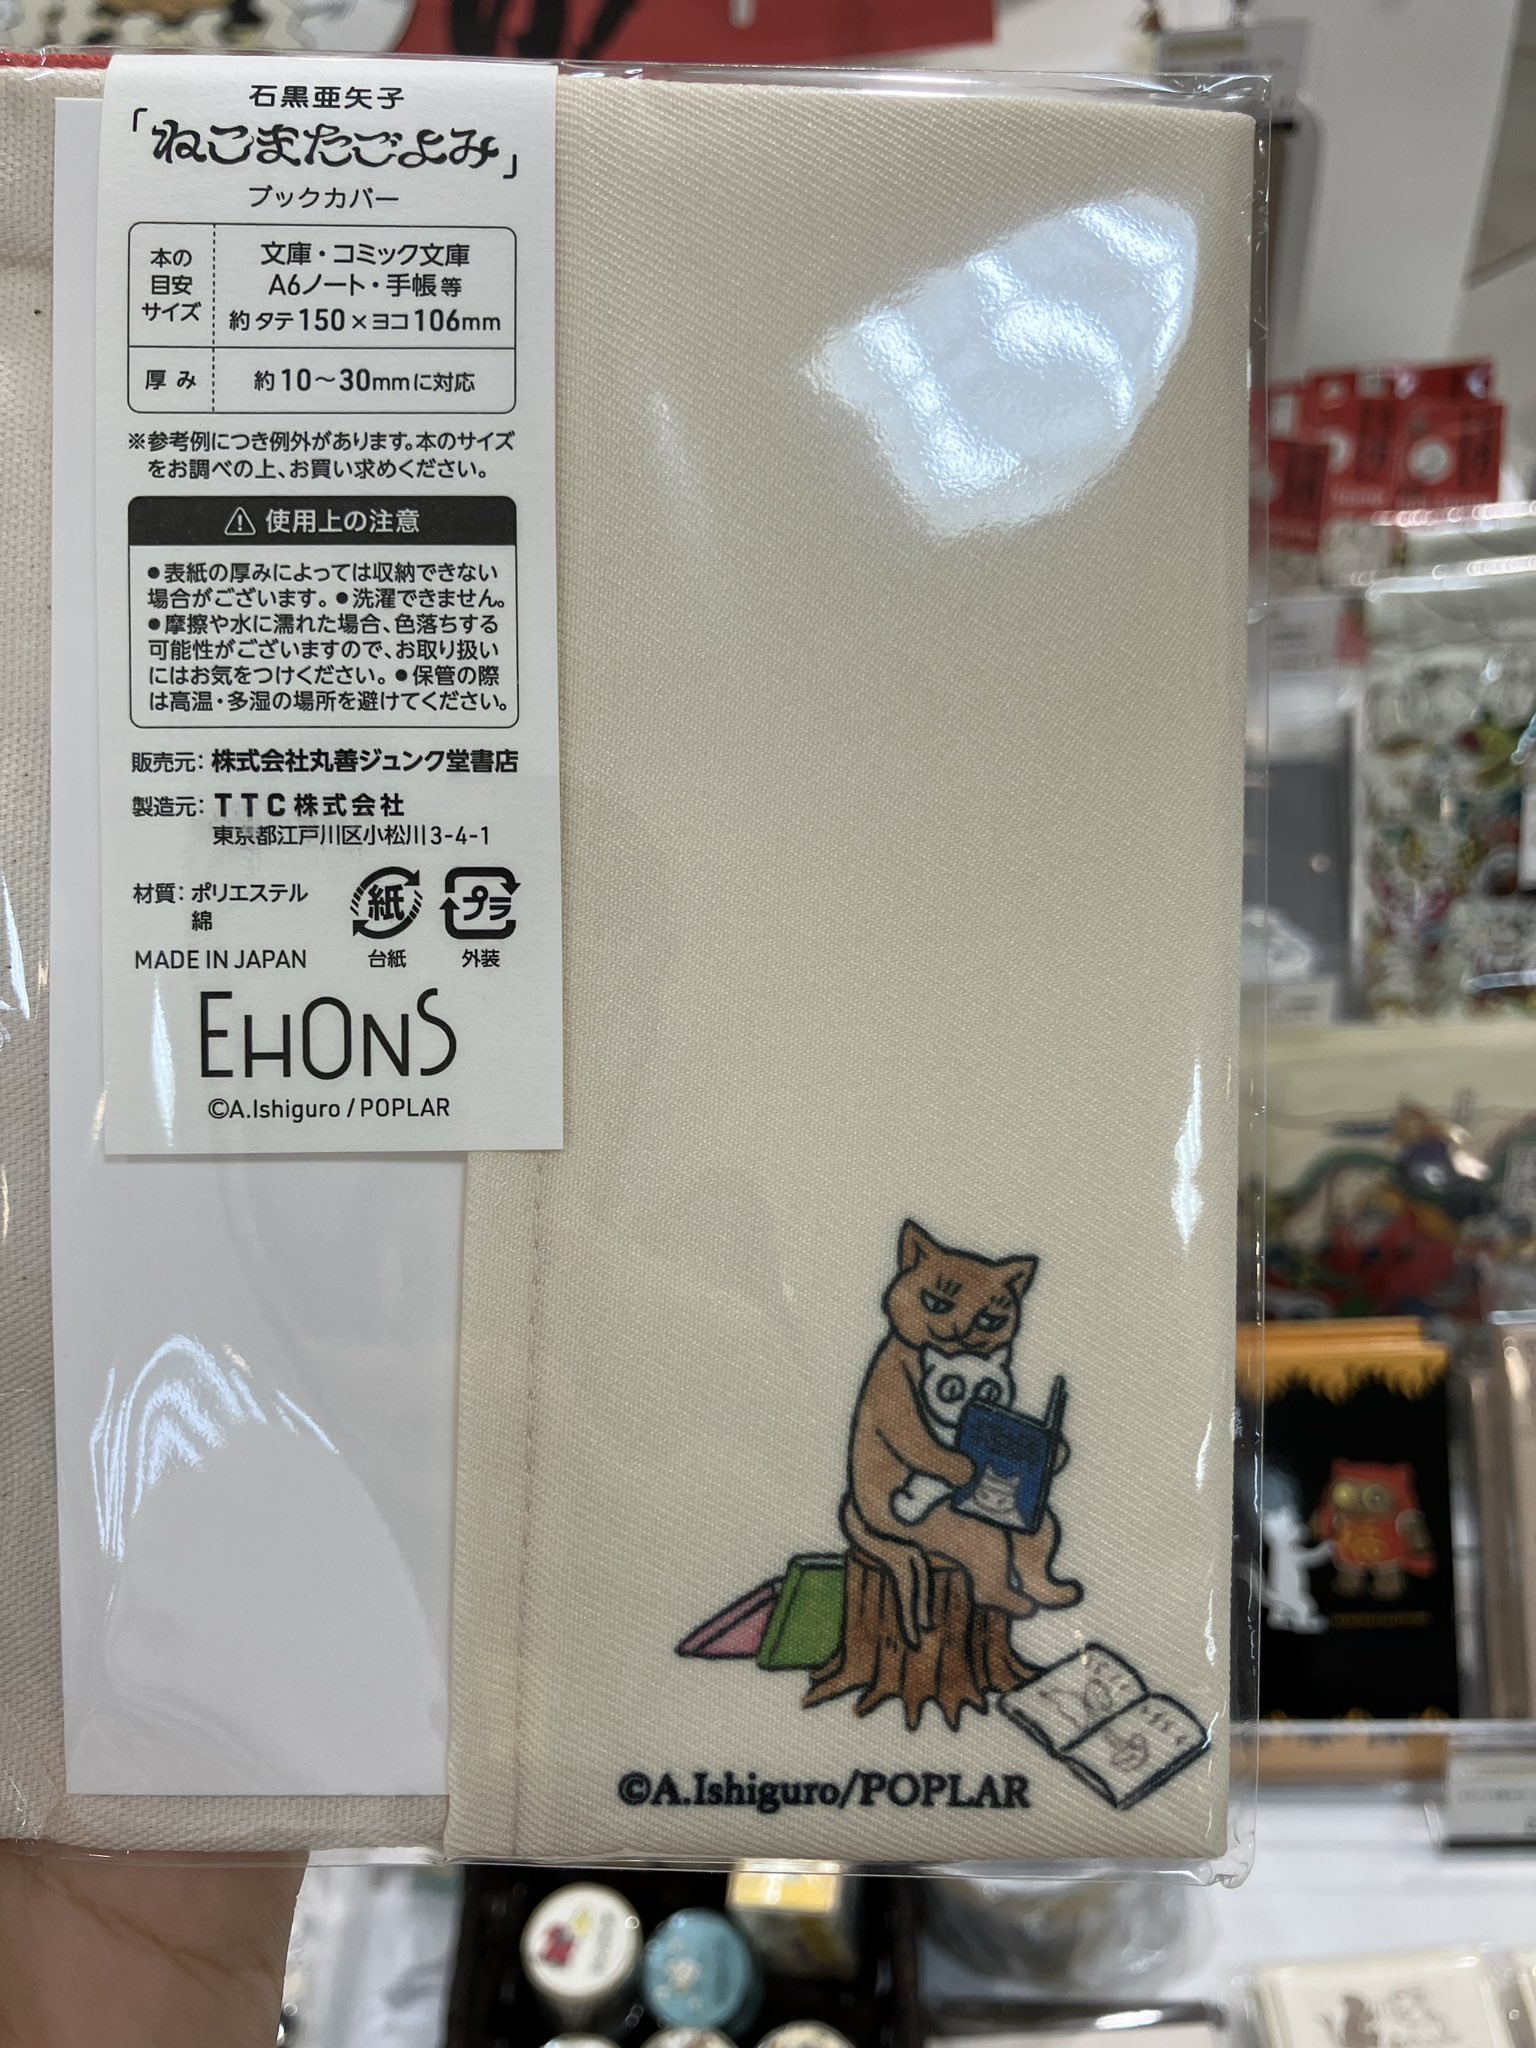 石黒亜矢子
「ねこまたごよみ」
ブックカバー
本の
目安
サイズ
文庫・コミック文庫
A6ノート・手帳等
約タテ150×ヨコ106mm
厚み
約10～30mmに対応
※参考例につき例外があります。本のサイズ
をお調べの上、お買い求めください。
⚠ 使用上の注意
●表紙の厚みによっては収納できない
場合がございます。●洗濯できません。
●摩擦や水に濡れた場合、色落ちする
可能性がございますので、お取り扱い
にはお気をつけください。●保管の際
は高温・多湿の場所を避けてください。
販売元：株式会社丸善ジュンク堂書店
製造元：TTC株式会社
東京都江戸川区小松川3-4-1
材質：ポリエステル
綿
紙
台紙
プラ
外装
MADE IN JAPAN
EHONS
©A.Ishiguro / POPLAR
©A.Ishiguro/POPLAR